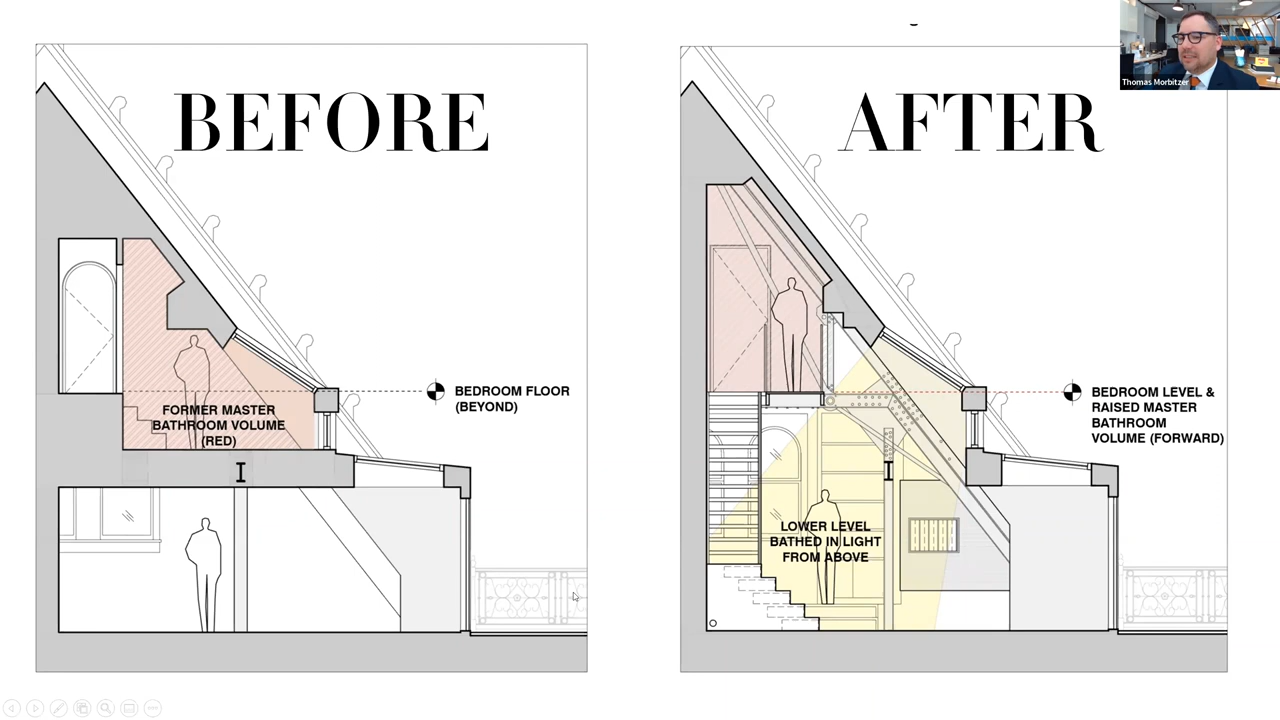 Thomas Morbitzer
BEFORE
BEDROOM FLOOR
(BEYOND)
FORMER MASTER
BATHROOM VOLUME
(RED)
AFTER
BEDROOM LEVEL &
RAISED MASTER
BATHROOM
VOLUME (FORWARD)
LOWER LEVEL
BATHED IN LIGHT
FROM ABOVE